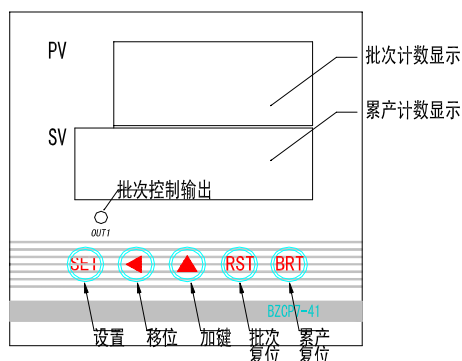 PV
批次计数显示
累产计数显示
SV
批次控制输出
OUT1
SET
RST
BRT
BZCP7-41
设置
移位
加键
批次
复位
累产
复位